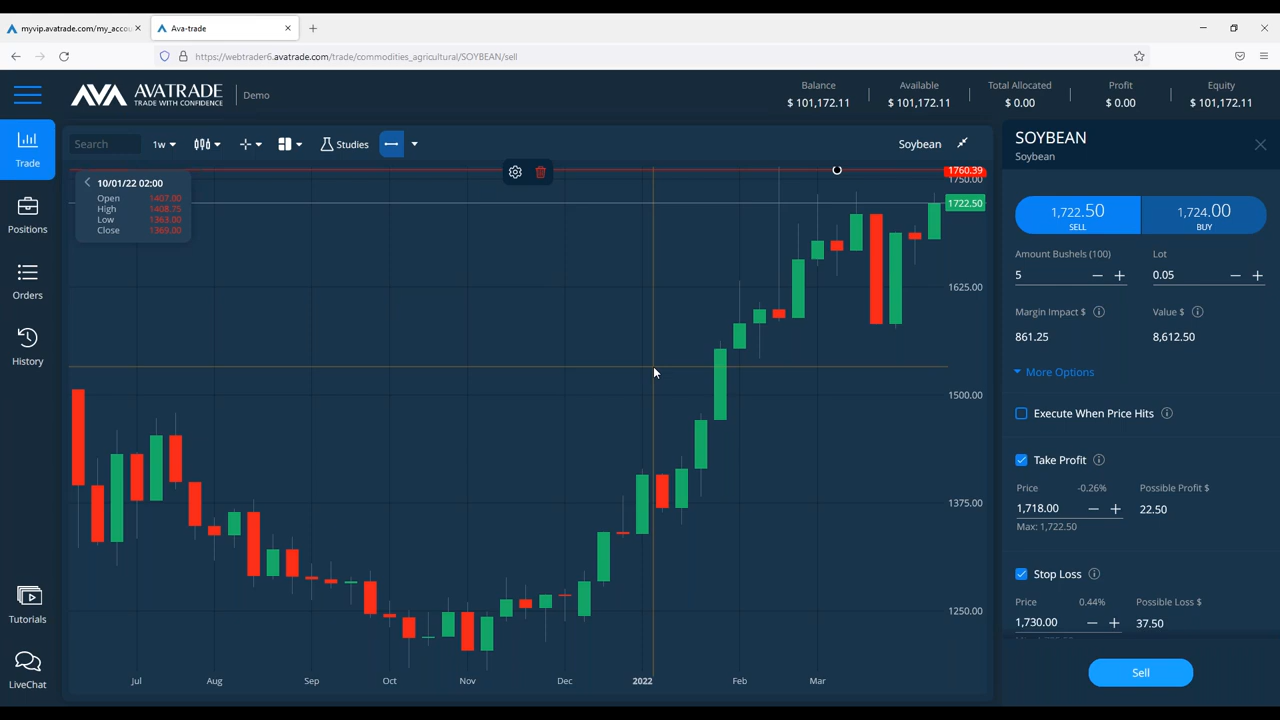 myvip.avatrade.com/my_accou
Ava-trade
https://webtrader6.avatrade.com/trade/commodities_agricultural/SOYBEAN/sell
AVA AVATRADE
TRADE WITH CONFIDENCE
Demo
Balance
$ 101,172.11
Available
$ 101,172.11
Total Allocated
$ 0.00
Profit
$ 0.00
Equity
$ 101,172.11
Trade
Positions
Orders
History
Tutorials
LiveChat
Search
1w
Studies
Soybean
10/01/22 02:00
Open 1407.00
High 1408.75
Low 1363.00
Close 1369.00
1760.39
1750.00
1722.50
1625.00
1500.00
1375.00
1250.00
Jul Aug Sep Oct Nov Dec 2022 Feb Mar
SOYBEAN
Soybean
1,722.50
SELL
1,724.00
BUY
Amount Bushels (100)
5
Lot
0.05
Margin Impact $
861.25
Value $
8,612.50
More Options
Execute When Price Hits
Take Profit
Price -0.26%
1,718.00
Max: 1,722.50
Possible Profit $
22.50
Stop Loss
Price 0.44%
1,730.00
Possible Loss $
37.50
Sell